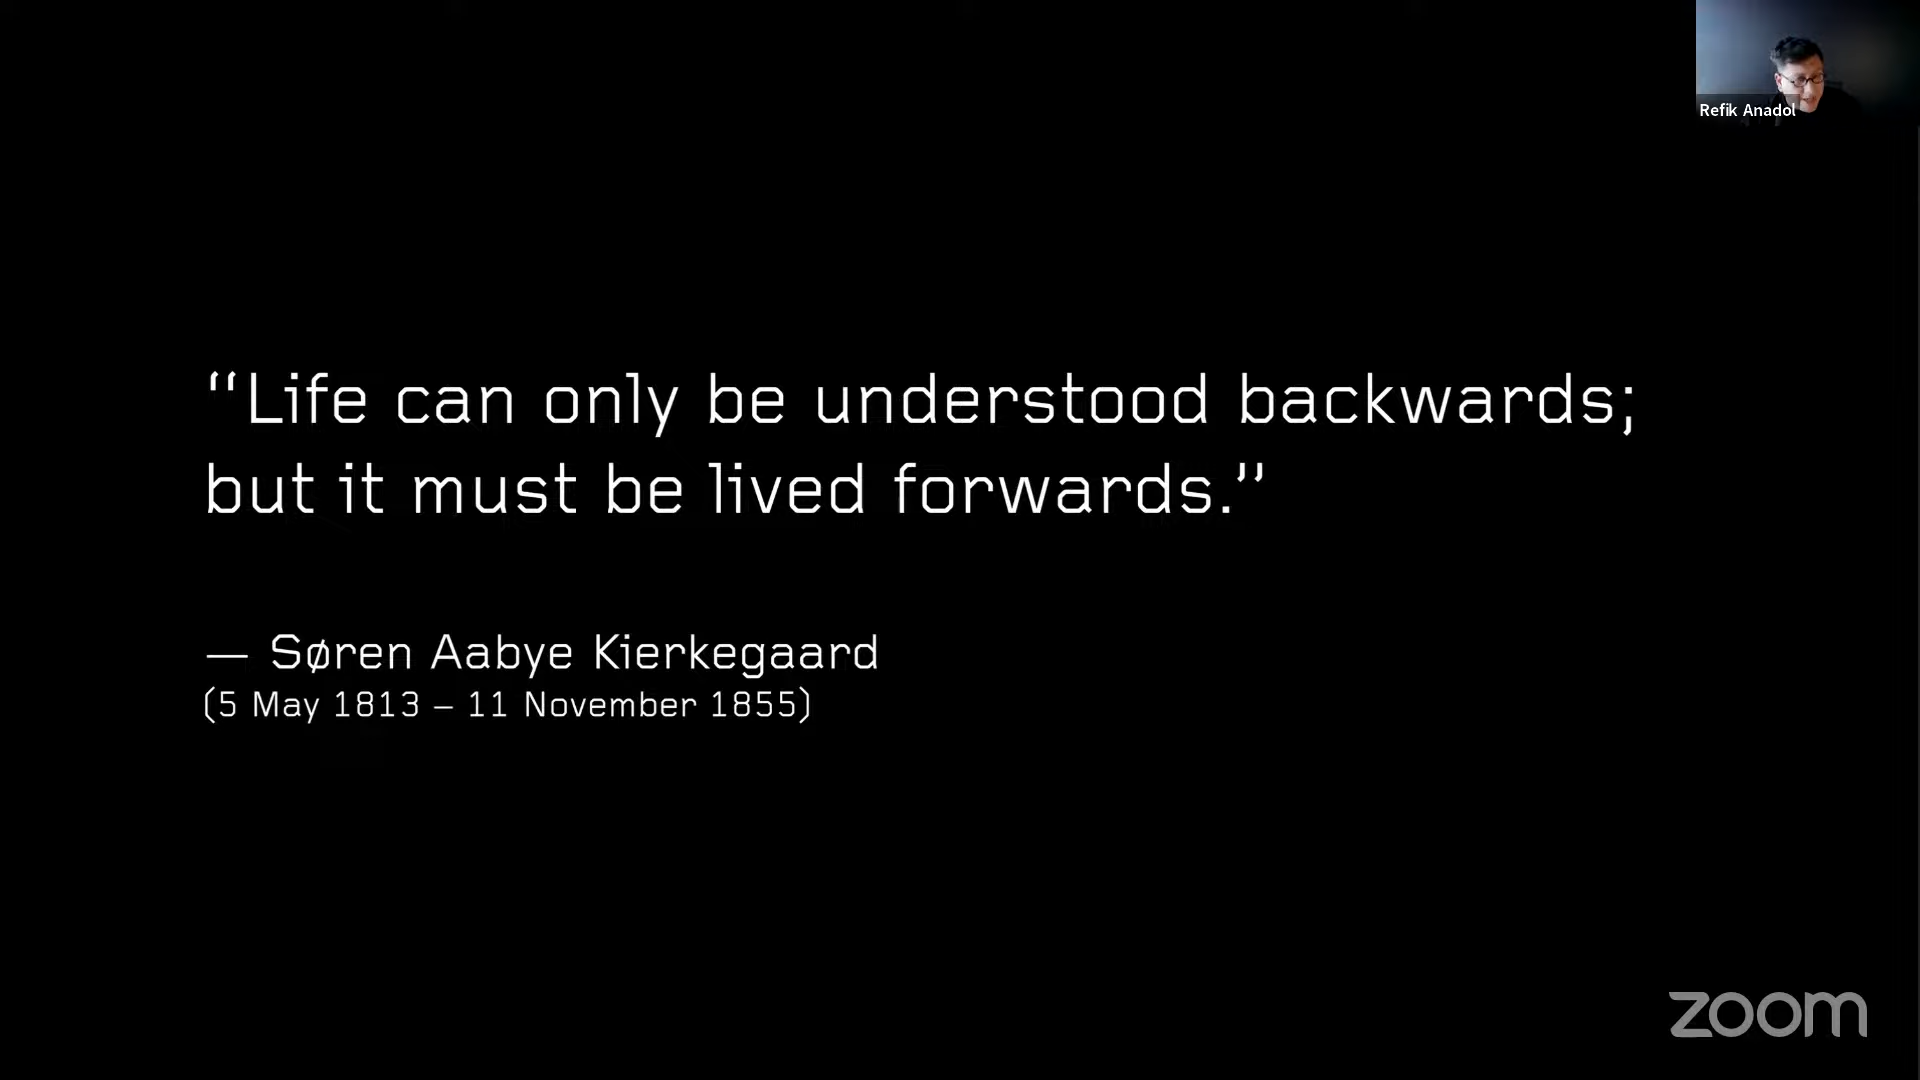 Refik Anadol
“Life can only be understood backwards;
but it must be lived forwards.”
— Søren Aabye Kierkegaard
(5 May 1813 – 11 November 1855)
zoom